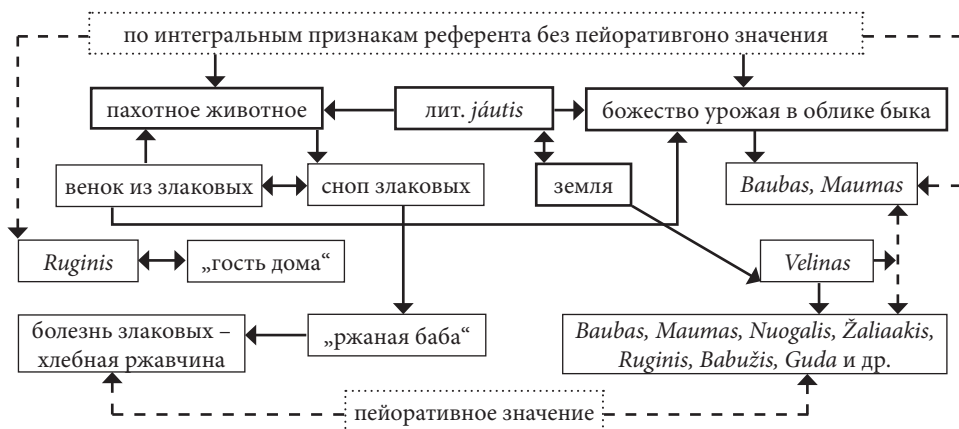 по интегральным признакам референта без пейоративгоно значения
пахотное животное
лит. jáutis
божество урожая в облике быка
венок из злаковых
сноп злаковых
земля
Baubas, Maumas
Ruginis
„гость дома“
Velinas
болезнь злаковых –
хлебная ржавчина
„ржаная баба“
Baubas, Maumas, Nuogalis, Žaliaakis,
Ruginis, Babužis, Guda и др.
пейоративное значение